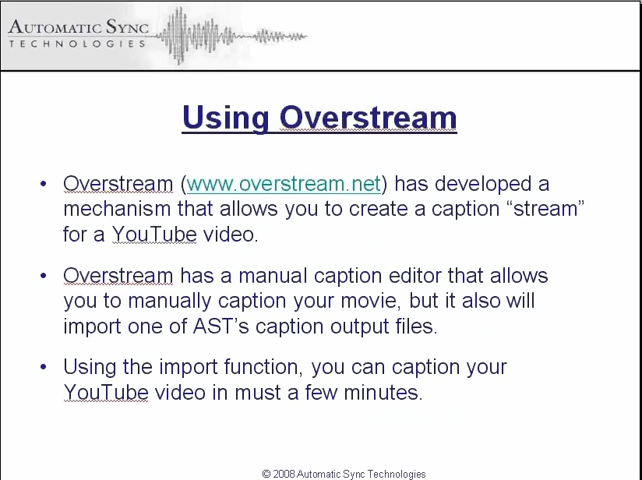 AUTOMATIC SYNC
TECHNOLOGIES
Using Overstream
• Overstream (www.overstream.net) has developed a
mechanism that allows you to create a caption “stream”
for a YouTube video.
• Overstream has a manual caption editor that allows
you to manually caption your movie, but it also will
import one of AST’s caption output files.
• Using the import function, you can caption your
YouTube video in must a few minutes.
© 2008 Automatic Sync Technologies